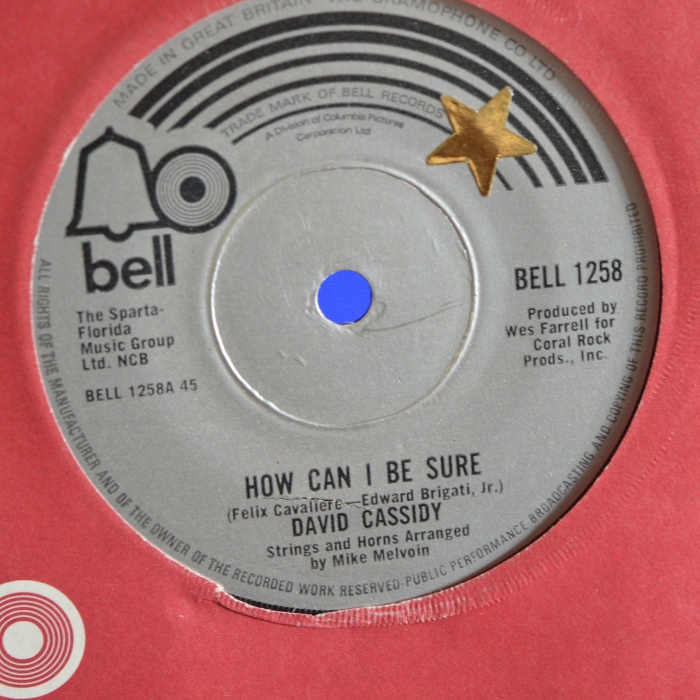 MADE IN GREAT BRITAIN THE GRAMOPHONE CO LTD
TRADE MARK OF BELL RECORDS
A Division of Columbia Pictures
Corporation Ltd
bell
BELL 1258
The Sparta-
Florida
Music Group
Ltd. NCB
BELL 1258A 45
Produced by
Wes Farrell for
Coral Rock
Prods., Inc.
HOW CAN I BE SURE
(Felix Cavaliere—Edward Brigati, Jr.)
DAVID CASSIDY
Strings and Horns Arranged
by Mike Melvoin
ALL RIGHTS OF THE MANUFACTURER AND OF THE OWNER OF THE RECORDED WORK RESERVED-PUBLIC PERFORMANCE BROADCASTING AND COPYING OF THIS RECORD PROHIBITED